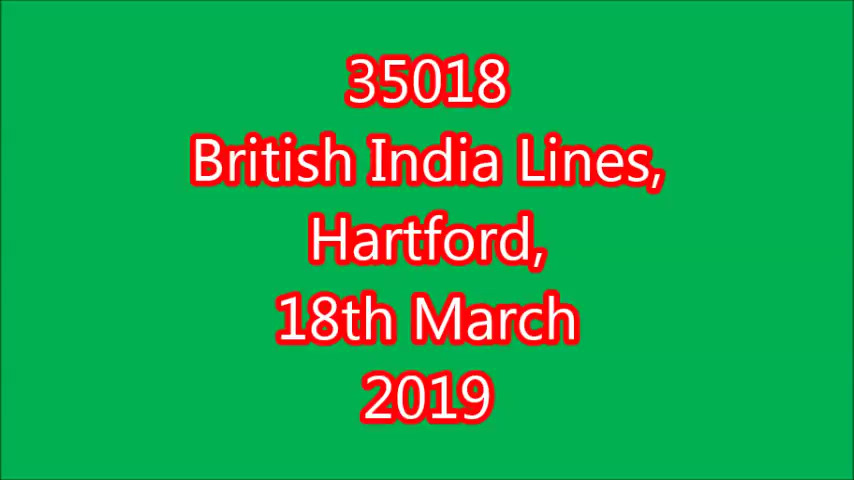 35018
British India Lines,
Hartford,
18th March
2019